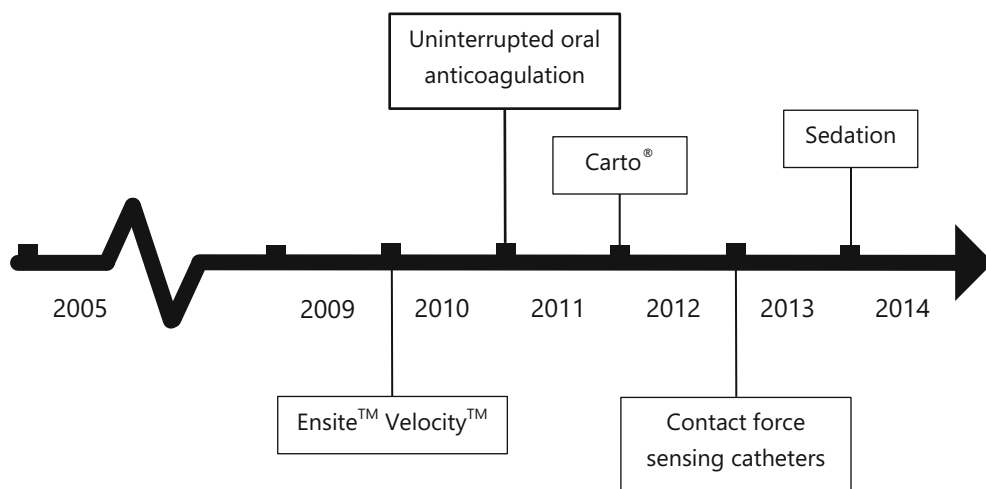 Uninterrupted oral
anticoagulation
Carto®
Sedation
2005
2009
2010
2011
2012
2013
2014
Ensite™ Velocity™
Contact force
sensing catheters